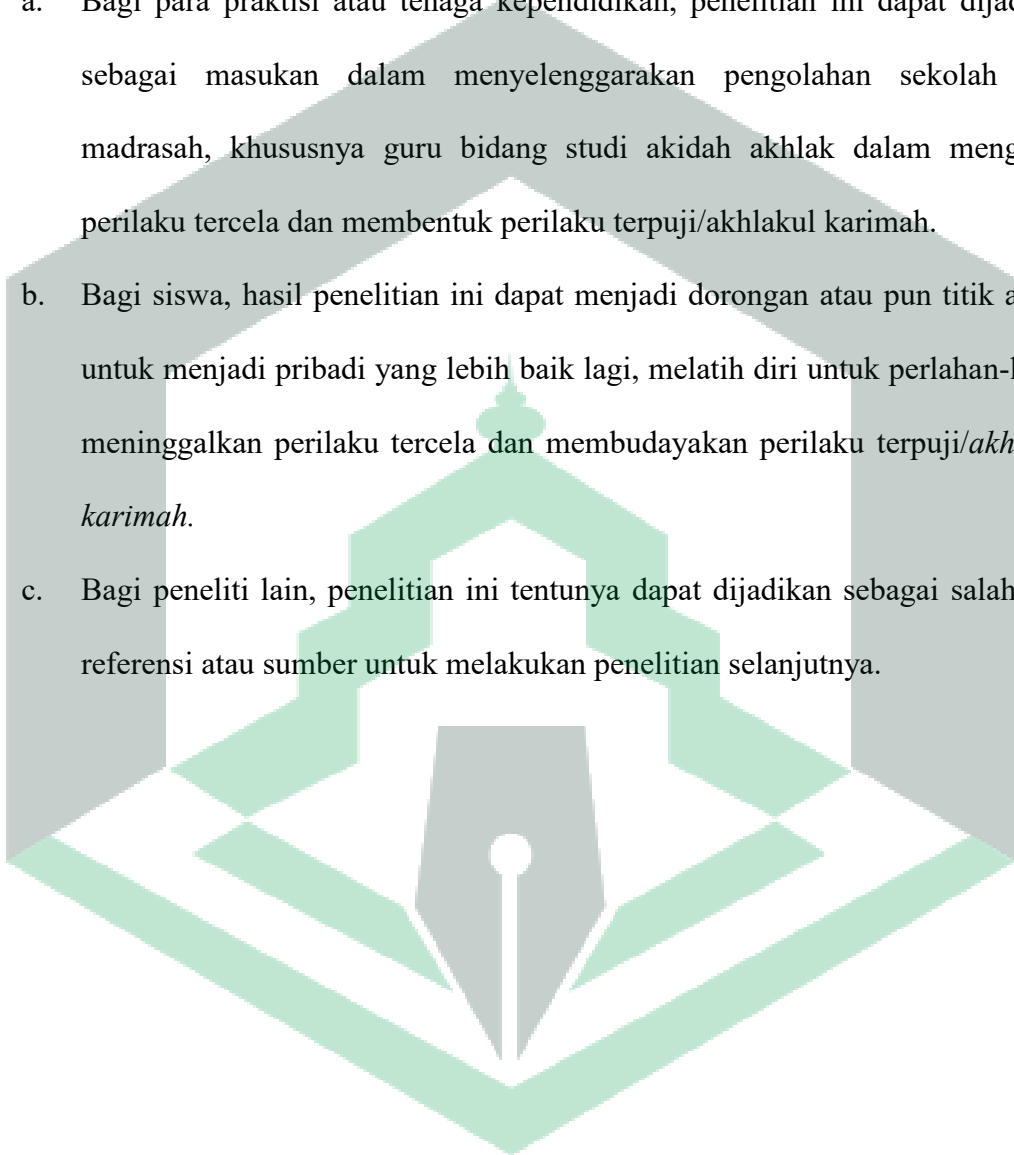 a. Bagi para praktisi atau tenaga kependidikan, penelitian ini dapat
sebagai masukan dalam menyelenggarakan pengolahan sekolah
madrasah, khususnya guru bidang studi akidah akhlak dalam
perilaku tercela dan membentuk perilaku terpuji/akhlakul karimah.
b. Bagi siswa, hasil penelitian ini dapat menjadi dorongan atau pun titik
untuk menjadi pribadi yang lebih baik lagi, melatih diri untuk
meninggalkan perilaku tercela dan membudayakan perilaku terpuji/
karimah.
c. Bagi peneliti lain, penelitian ini tentunya dapat dijadikan sebagai salah
referensi atau sumber untuk melakukan penelitian selanjutnya.